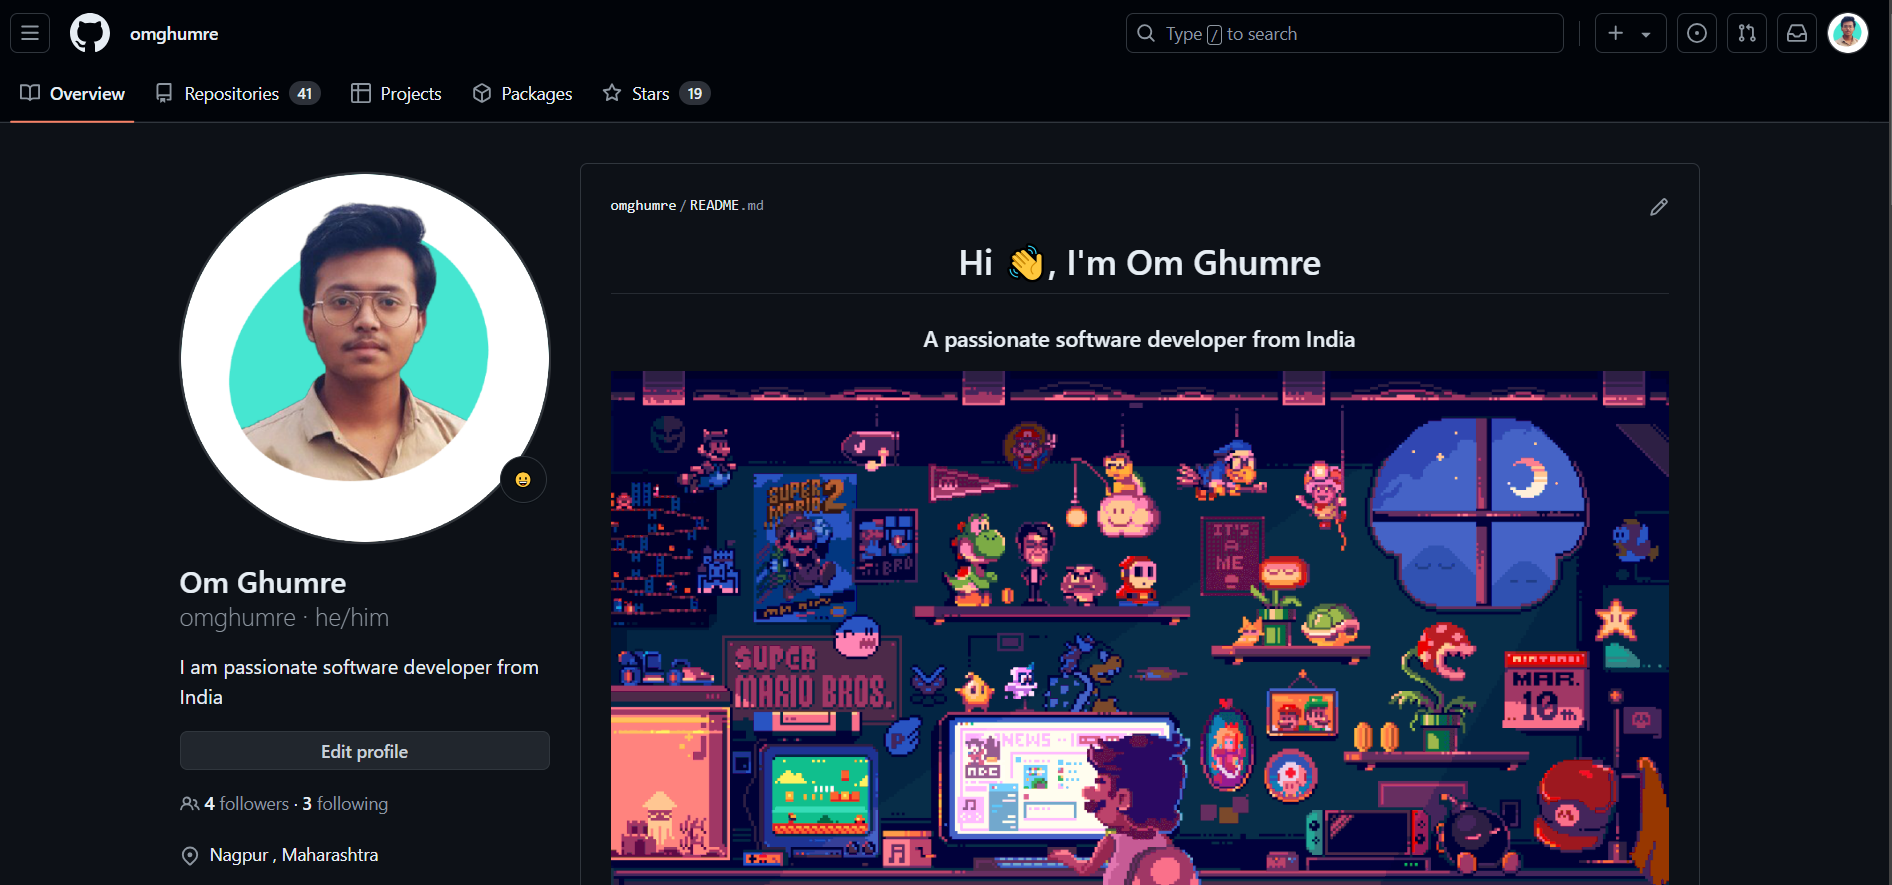 omghumre
Type / to search
Overview
Repositories 41
Projects
Packages
Stars 19
omghumre/README.md
Hi 👋, I'm Om Ghumre
A passionate software developer from India
Om Ghumre
omghumre · he/him
I am passionate software developer from
India
Edit profile
4 followers · 3 following
Nagpur , Maharashtra
SUPER
MARIO 2
BRO
IT'S
A
ME
SUPER
MARIO BROS.
P
NEWS
MAR.
10th